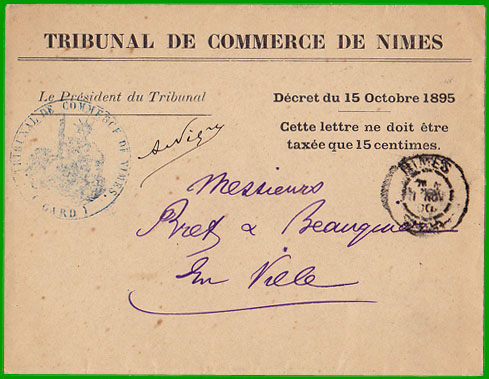 TRIBUNAL DE COMMERCE DE NIMES
Le Président du Tribunal
Décret du 15 Octobre 1895
Cette lettre ne doit être
taxée que 15 centimes.
TRIBUNAL DE COMMERCE DE NIMES.
( GARD )
NIMES
Messieurs
&
En Ville